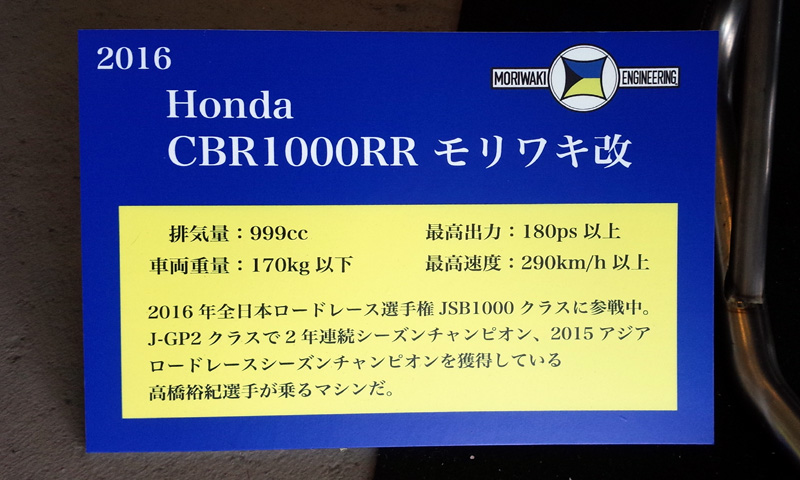 2016
MORIWAKI ENGINEERING
Honda
CBR1000RR モリワキ改
排気量：999cc 最高出力：180ps 以上
車両重量：170kg 以下 最高速度：290km/h 以上
2016 年全日本ロードレース選手権 JSB1000 クラスに参戦中。
J-GP2 クラスで 2 年連続シーズンチャンピオン、2015 アジア
ロードレースシーズンチャンピオンを獲得している
高橋裕紀選手が乗るマシンだ。